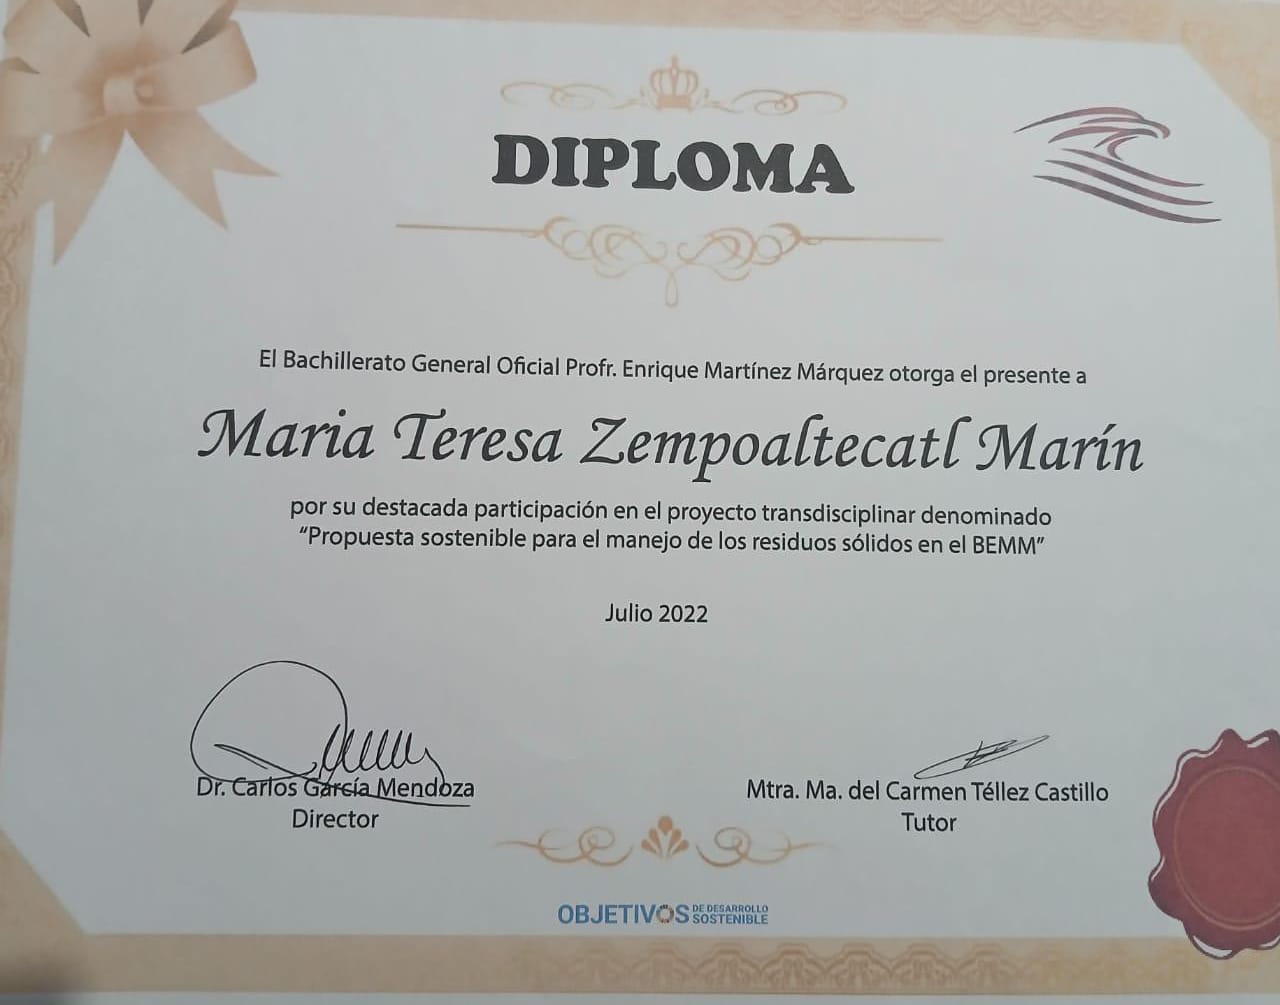 DIPLOMA
El Bachillerato General Oficial Profr. Enrique Martínez Márquez otorga el presente a
Maria Teresa Zempoaltecatl Marín
por su destacada participación en el proyecto transdisciplinar denominado
“Propuesta sostenible para el manejo de los residuos sólidos en el BEMM”
Julio 2022
Dr. Carlos García Mendoza
Director
Mtra. Ma. del Carmen Téllez Castillo
Tutor
OBJETIVOS DE DESARROLLO
SOSTENIBLE